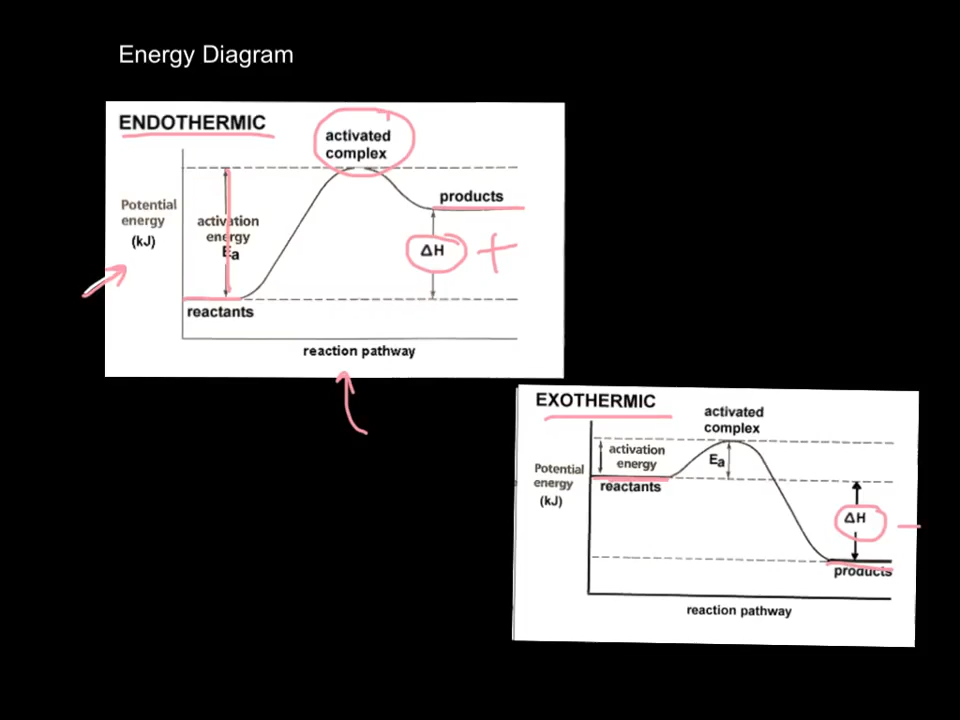 Energy Diagram
ENDOTHERMIC
activated
complex
products
Potential
energy
(kJ)
activation
energy
Ea
ΔH
+
reactants
reaction pathway
EXOTHERMIC
activated
complex
activation
energy
Ea
Potential
energy
(kJ)
reactants
ΔH
–
products
reaction pathway